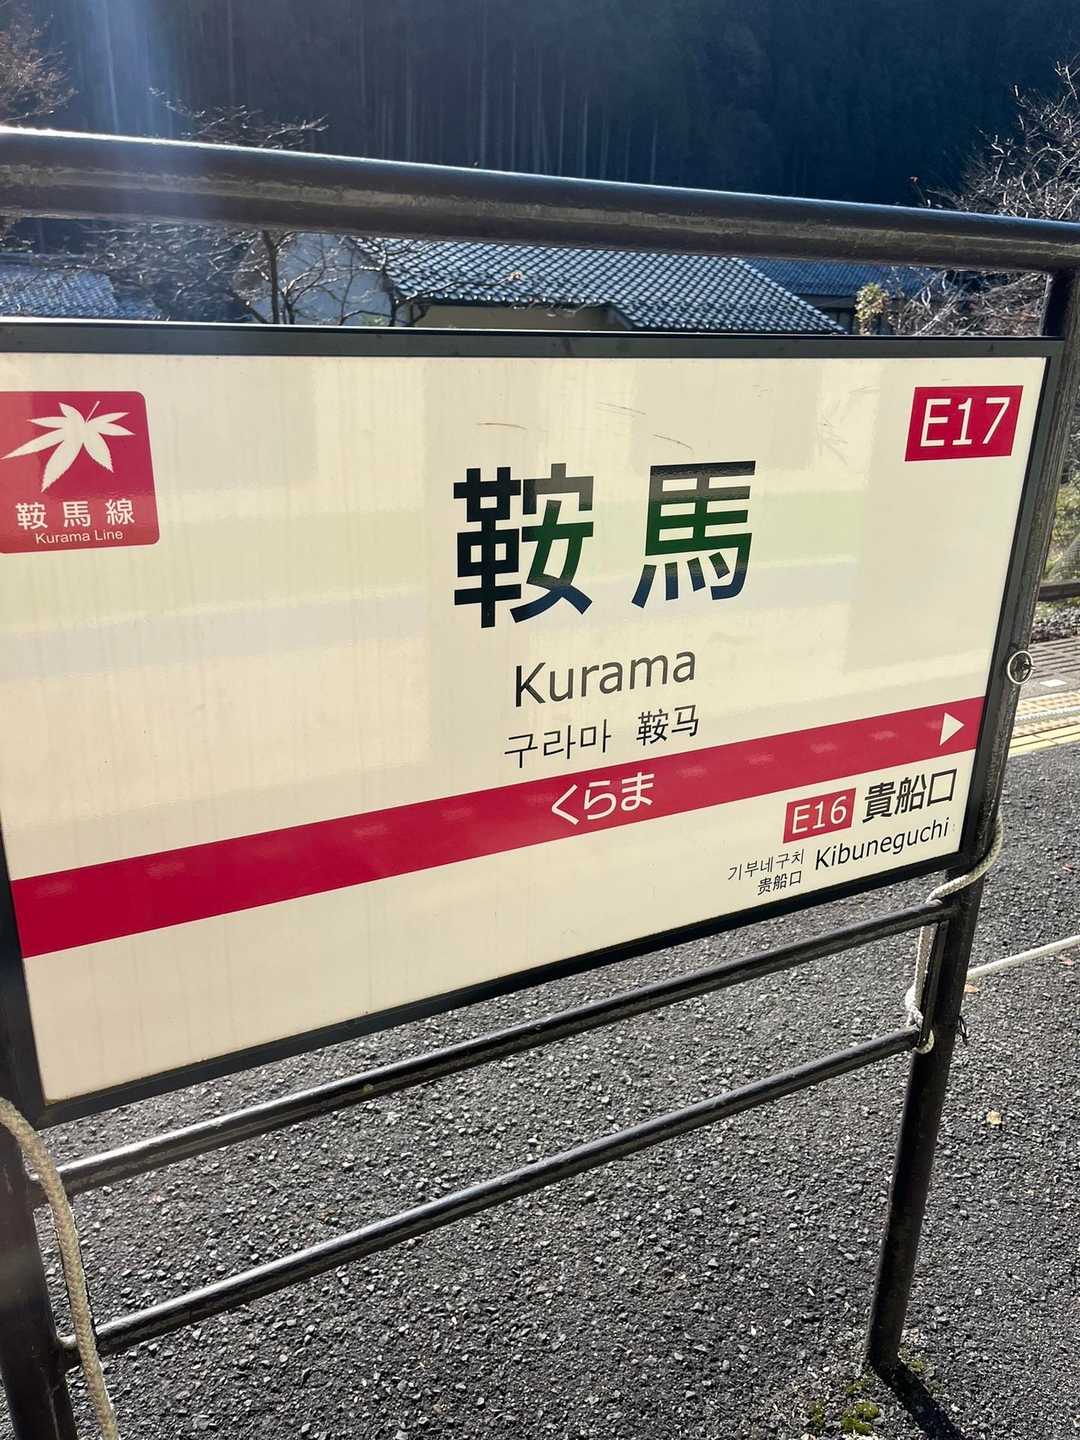 鞍馬線
Kurama Line
E17
鞍馬
Kurama
구라마 鞍马
くらま
E16 貴船口
기부네구치 Kibuneguchi
贵船口